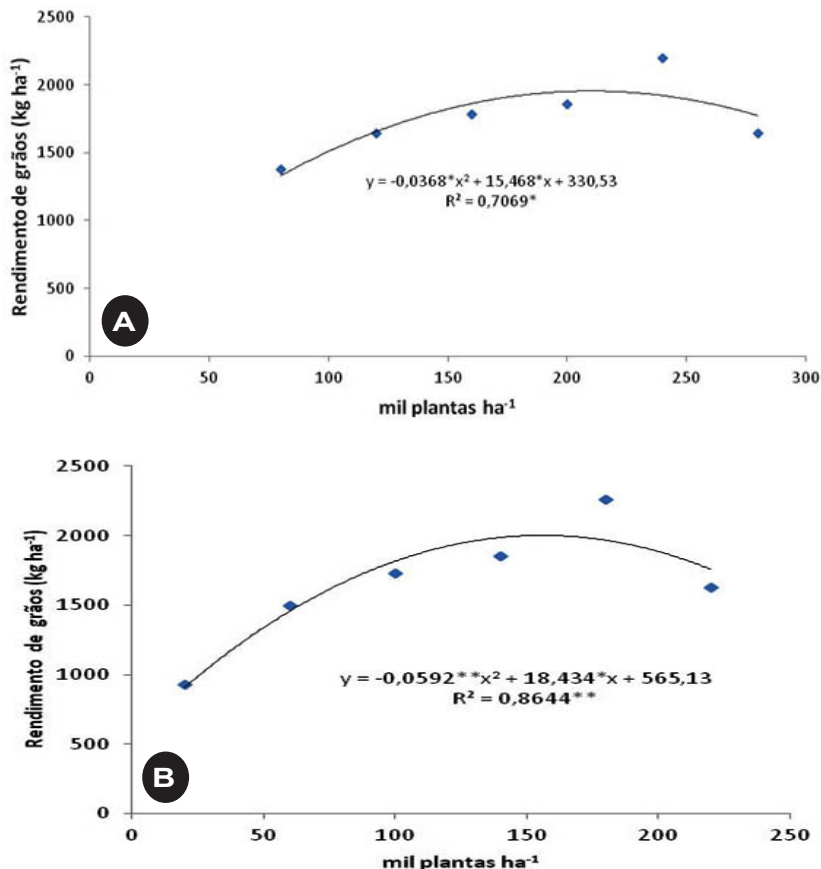 Rendimento de grãos (kg ha⁻¹)
2500
2000
1500
1000
500
0
y = -0,0368*x² + 15,468*x + 330,53
R² = 0,7069*
A
0 50 100 150 200 250 300
mil plantas ha⁻¹
Rendimento de grãos (kg ha⁻¹)
2500
2000
1500
1000
500
0
y = -0,0592**x² + 18,434*x + 565,13
R² = 0,8644**
B
0 50 100 150 200 250
mil plantas ha⁻¹